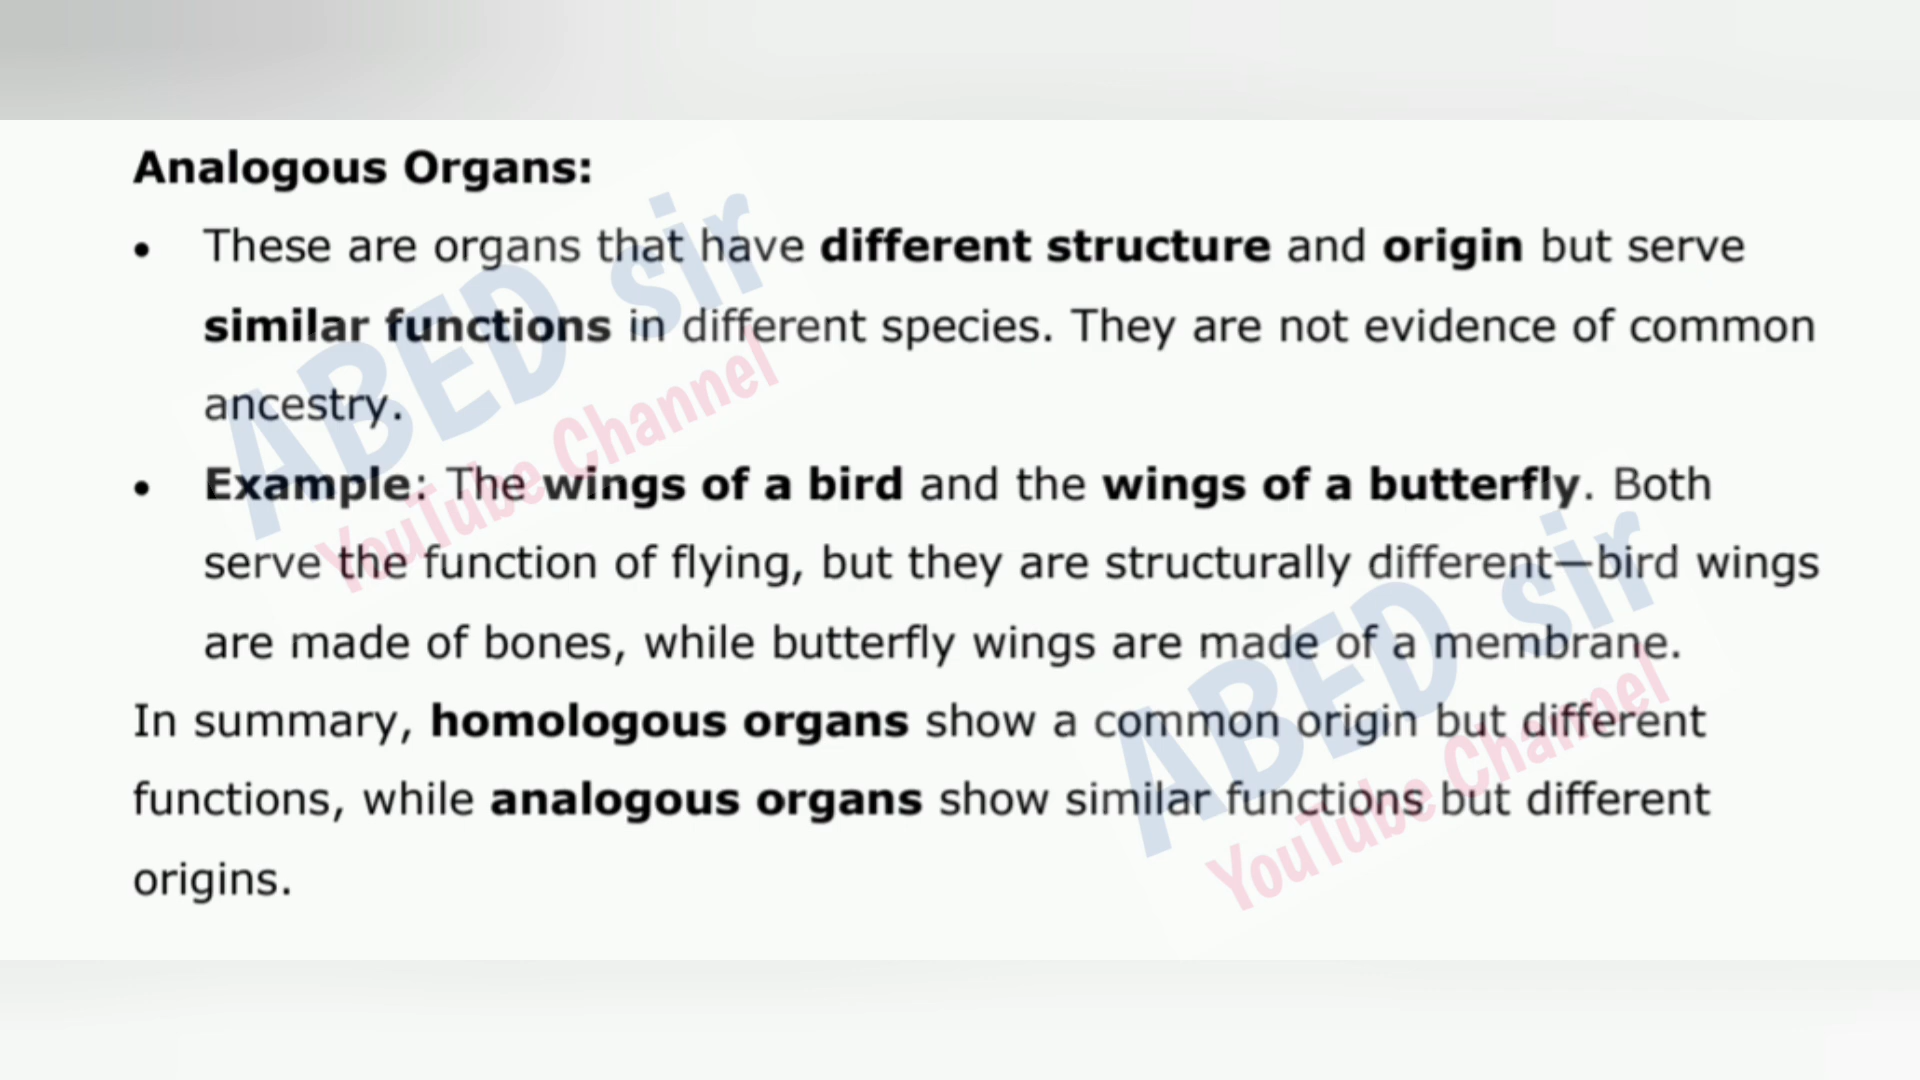 Analogous Organs:
• These are organs that have different structure and origin but serve
similar functions in different species. They are not evidence of common
ancestry.
• Example: The wings of a bird and the wings of a butterfly. Both
serve the function of flying, but they are structurally different—bird wings
are made of bones, while butterfly wings are made of a membrane.
In summary, homologous organs show a common origin but different
functions, while analogous organs show similar functions but different
origins.
ABED sir
YouTube Channel
ABED sir
YouTube Channel